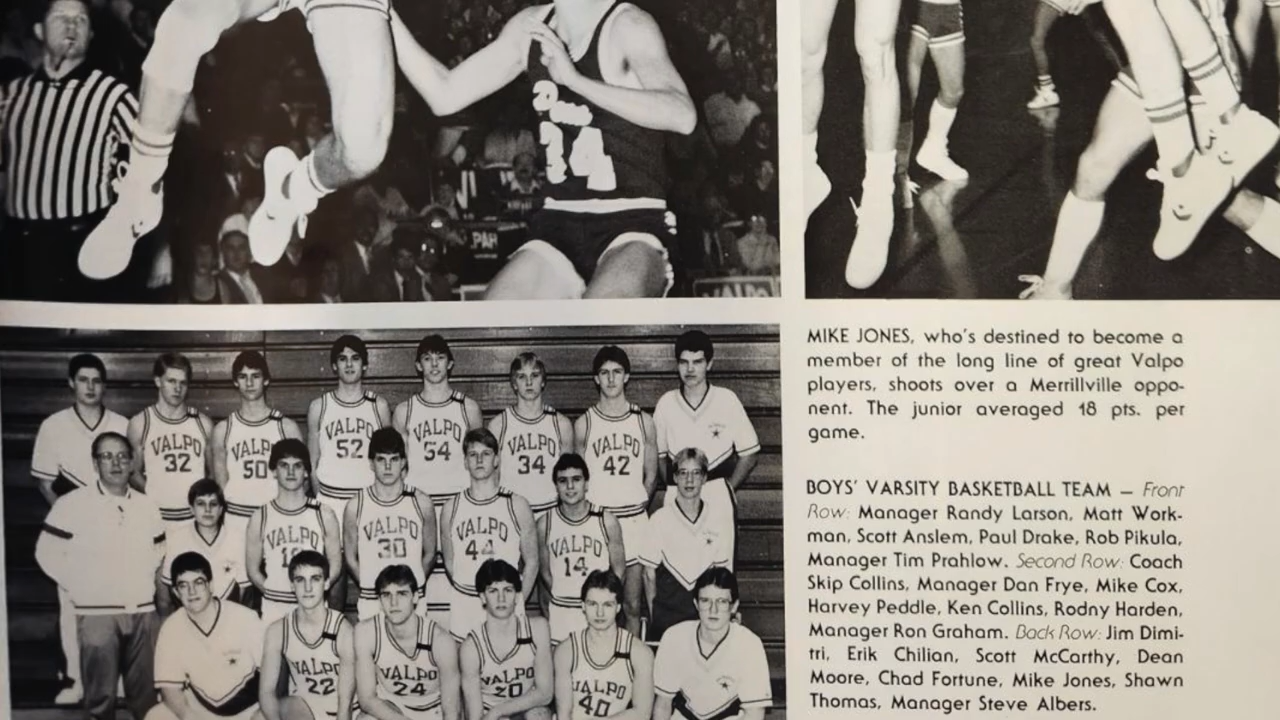 34
PAH
VALPO
MIKE JONES, who's destined to become a
member of the long line of great Valpo
players, shoots over a Merrillville oppo-
nent. The junior averaged 18 pts. per
game.
BOYS' VARSITY BASKETBALL TEAM — Front
Row: Manager Randy Larson, Matt Work-
man, Scott Anslem, Paul Drake, Rob Pikula,
Manager Tim Prahlow. Second Row: Coach
Skip Collins, Manager Dan Frye, Mike Cox,
Harvey Peddle, Ken Collins, Rodny Harden,
Manager Ron Graham. Back Row: Jim Dimi-
tri, Erik Chilian, Scott McCarthy, Dean
Moore, Chad Fortune, Mike Jones, Shawn
Thomas, Manager Steve Albers.
VALPO 32
VALPO 50
VALPO 52
VALPO 54
VALPO 34
VALPO 42
VALPO
VALPO 30
VALPO 44
VALPO 14
VALPO 22
VALPO 24
VALPO 20
VALPO 40